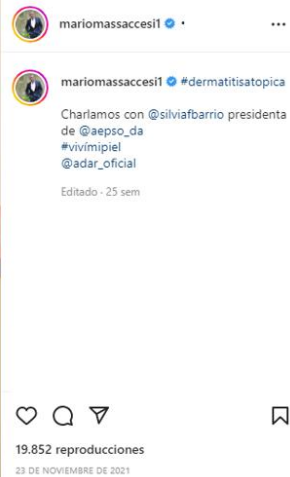 mariomassaccesi1 •
mariomassaccesi1 #dermatitisatopica
Charlamos con @silviafbarrio presidenta
de @aepso_da
#vivímipiel
@adar_oficial
Editado · 25 sem
19.852 reproducciones
23 DE NOVIEMBRE DE 2021